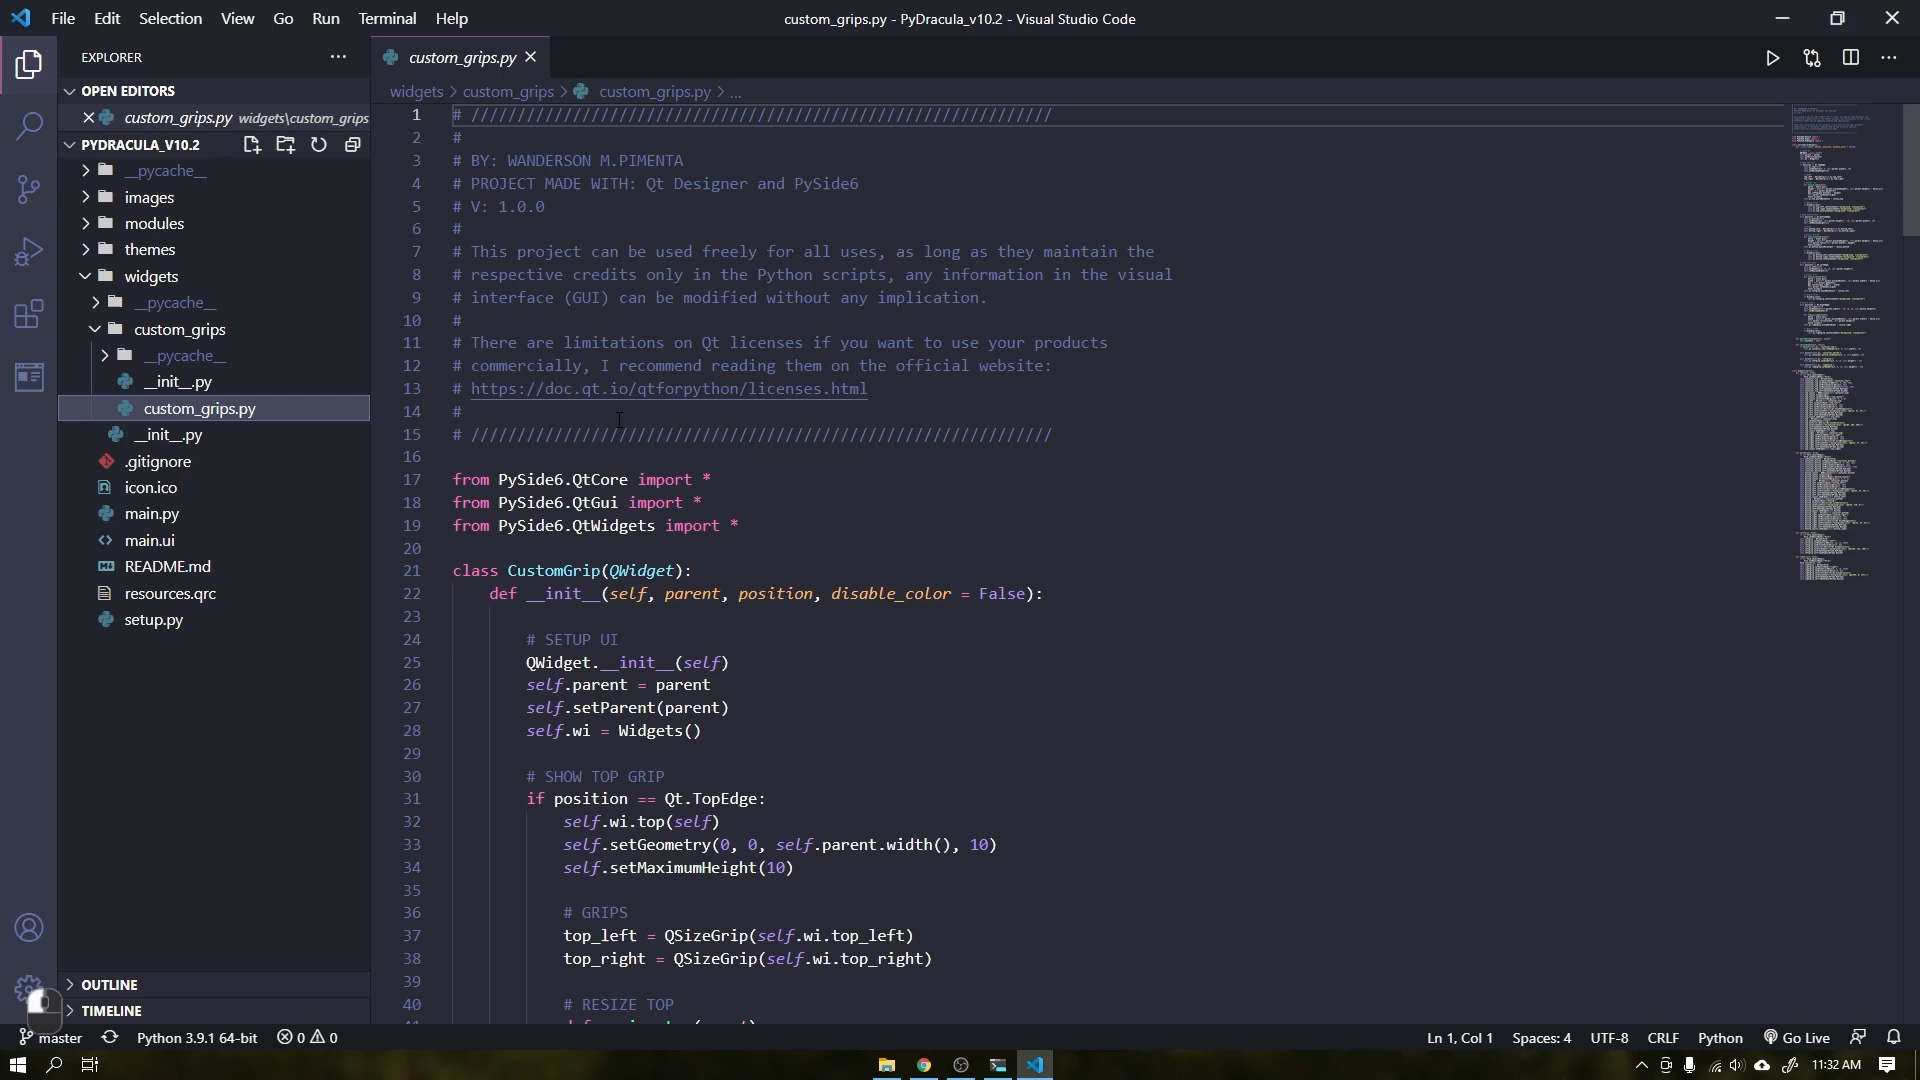 File Edit Selection View Go Run Terminal Help
custom_grips.py - PyDracula_v10.2 - Visual Studio Code
EXPLORER
OPEN EDITORS
custom_grips.py widgets\custom_grips
PYDRACULA_V10.2
__pycache__
images
modules
themes
widgets
__pycache__
custom_grips
__pycache__
__init__.py
custom_grips.py
__init__.py
.gitignore
icon.ico
main.py
main.ui
README.md
resources.qrc
setup.py
OUTLINE
TIMELINE
custom_grips.py
widgets > custom_grips > custom_grips.py > ...
1 # ///////////////////////////////////////////////////////////////
2 #
3 # BY: WANDERSON M.PIMENTA
4 # PROJECT MADE WITH: Qt Designer and PySide6
5 # V: 1.0.0
6 #
7 # This project can be used freely for all uses, as long as they maintain the
8 # respective credits only in the Python scripts, any information in the visual
9 # interface (GUI) can be modified without any implication.
10 #
11 # There are limitations on Qt licenses if you want to use your products
12 # commercially, I recommend reading them on the official website:
13 # https://doc.qt.io/qtforpython/licenses.html
14 #
15 # ///////////////////////////////////////////////////////////////
16
17 from PySide6.QtCore import *
18 from PySide6.QtGui import *
19 from PySide6.QtWidgets import *
20
21 class CustomGrip(QWidget):
22 def __init__(self, parent, position, disable_color = False):
23
24 # SETUP UI
25 QWidget.__init__(self)
26 self.parent = parent
27 self.setParent(parent)
28 self.wi = Widgets()
29
30 # SHOW TOP GRIP
31 if position == Qt.TopEdge:
32 self.wi.top(self)
33 self.setGeometry(0, 0, self.parent.width(), 10)
34 self.setMaximumHeight(10)
35
36 # GRIPS
37 top_left = QSizeGrip(self.wi.top_left)
38 top_right = QSizeGrip(self.wi.top_right)
39
40 # RESIZE TOP
master Python 3.9.1 64-bit 0 0 Ln 1, Col 1 Spaces: 4 UTF-8 CRLF Python Go Live
11:32 AM